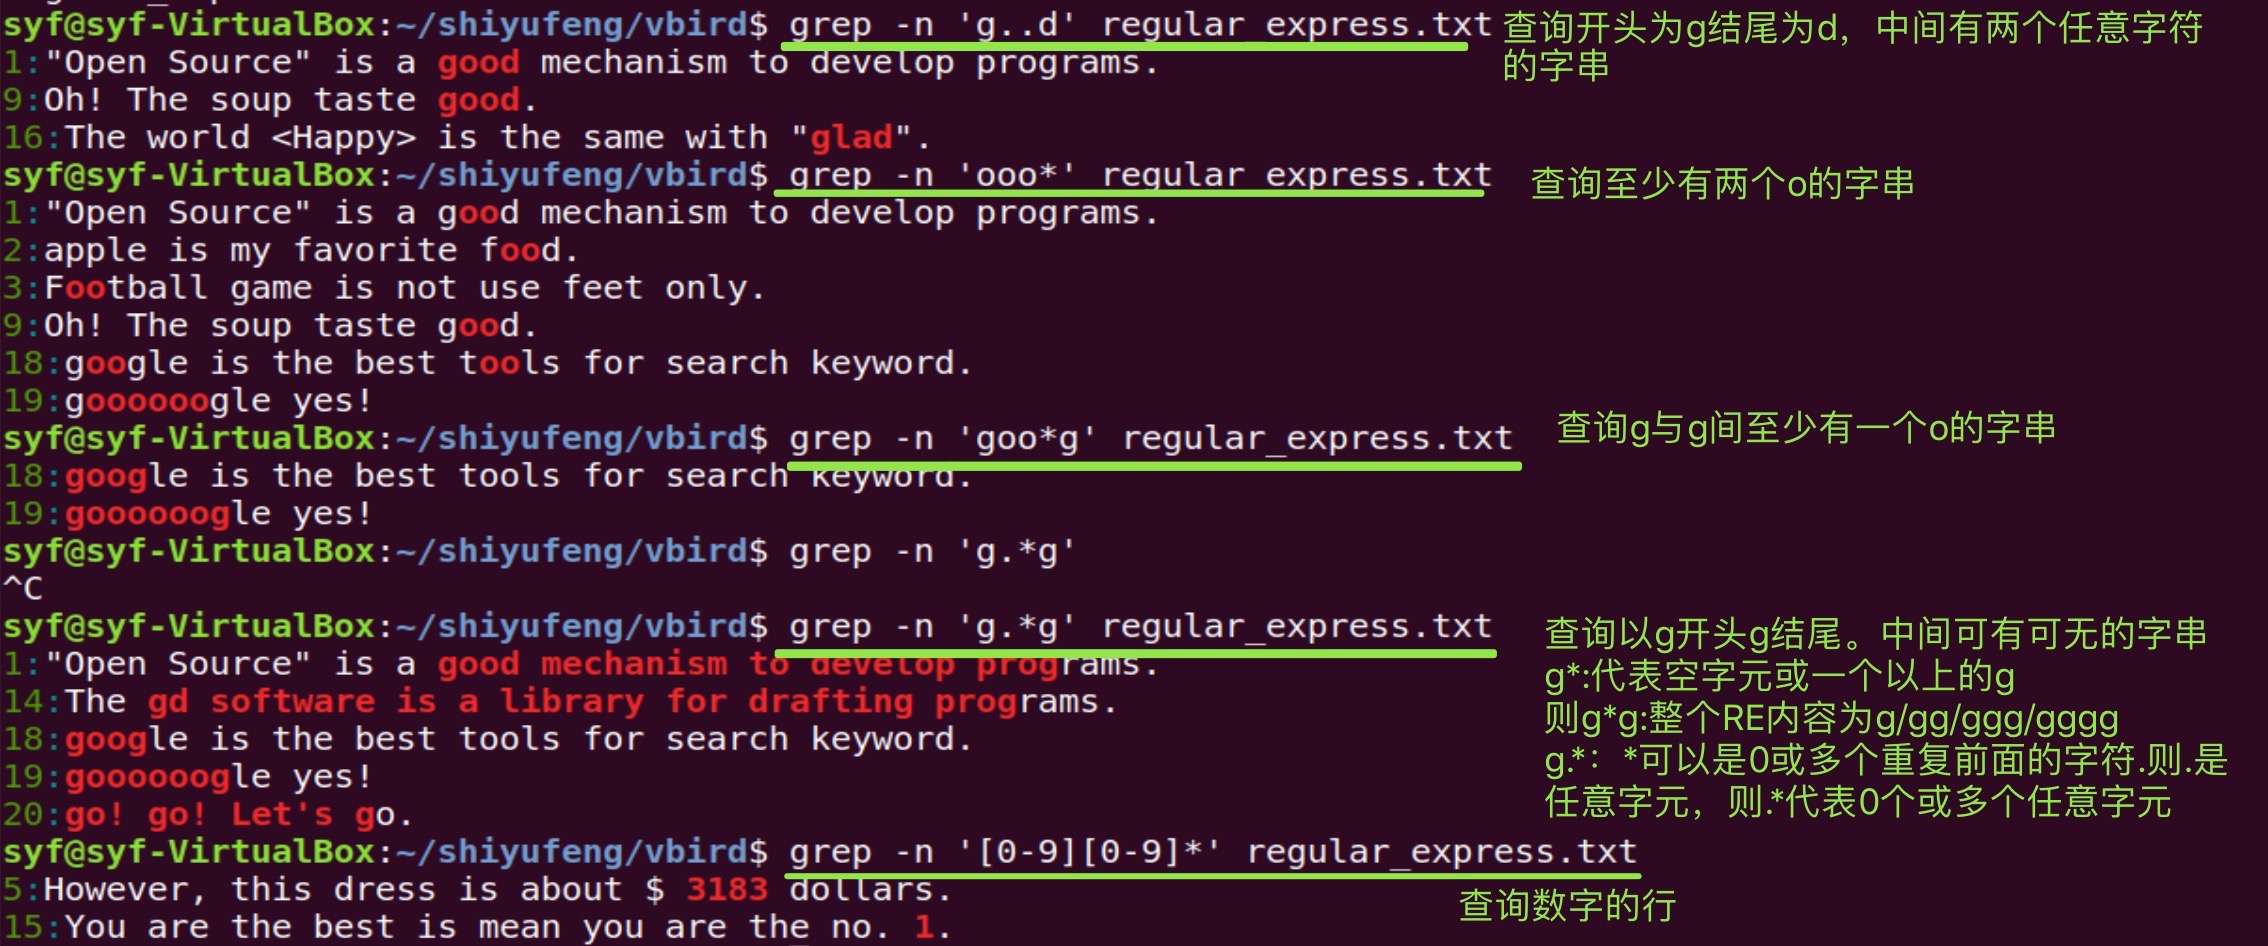 syf@syf-VirtualBox:~/shiyufeng/vbird$ grep -n 'g..d' regular express.txt 查询开头为g结尾为d，中间有两个任意字符
的字串
1:"Open Source" is a good mechanism to develop programs.
9:Oh! The soup taste good.
16:The world <Happy> is the same with "glad".
syf@syf-VirtualBox:~/shiyufeng/vbird$ grep -n 'ooo*' regular express.txt 查询至少有两个o的字串
1:"Open Source" is a good mechanism to develop programs.
2:apple is my favorite food.
3:Football game is not use feet only.
9:Oh! The soup taste good.
18:google is the best tools for search keyword.
19:goooooogle yes!
syf@syf-VirtualBox:~/shiyufeng/vbird$ grep -n 'goo*g' regular_express.txt 查询g与g间至少有一个o的字串
18:google is the best tools for search keyword.
19:goooooogle yes!
syf@syf-VirtualBox:~/shiyufeng/vbird$ grep -n 'g.*g'
^C
syf@syf-VirtualBox:~/shiyufeng/vbird$ grep -n 'g.*g' regular_express.txt 查询以g开头g结尾。中间可有可无的字串
1:"Open Source" is a good mechanism to develop programs.
g*:代表空字元或一个以上的g
14:The gd software is a library for drafting programs.
则g*g:整个RE内容为g/gg/ggg/gggg
18:google is the best tools for search keyword.
g.*：*可以是0或多个重复前面的字符.则.是
19:goooooogle yes!
任意字元，则.*代表0个或多个任意字元
20:go! go! Let's go.
syf@syf-VirtualBox:~/shiyufeng/vbird$ grep -n '[0-9][0-9]*' regular_express.txt
5:However, this dress is about $ 3183 dollars.
查询数字的行
15:You are the best is mean you are the no. 1.